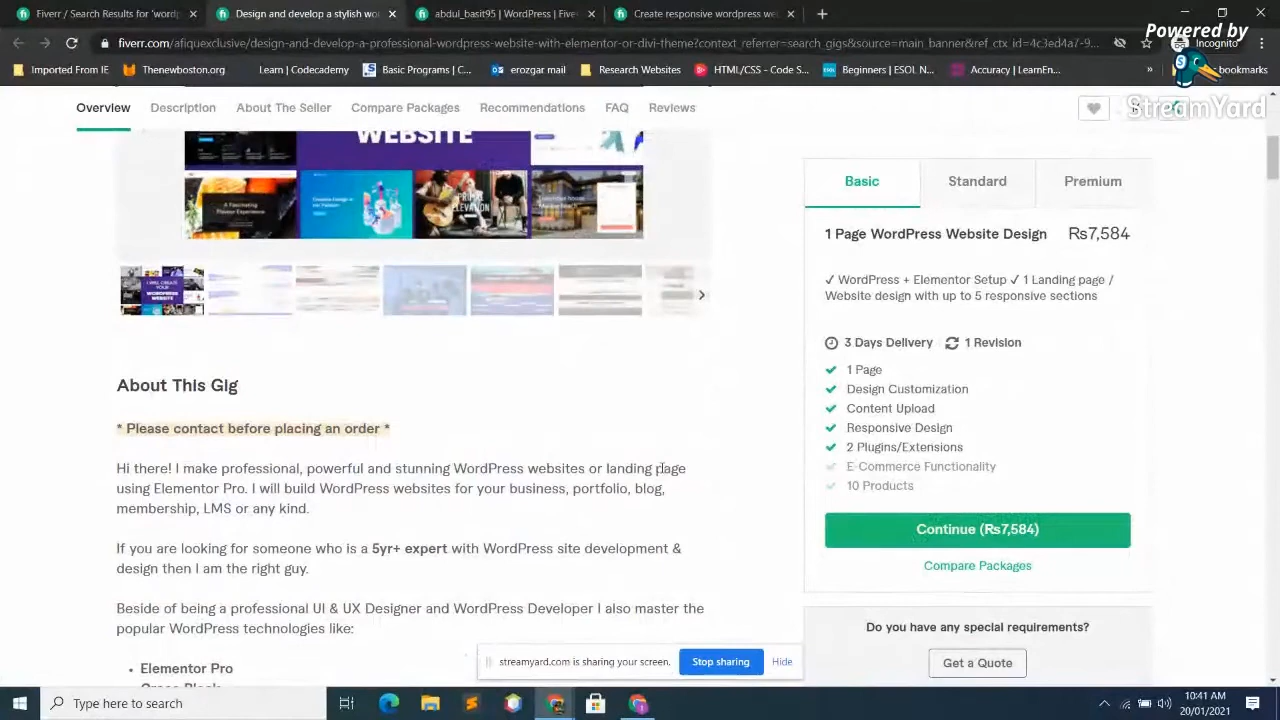 Fiverr: Search Results for 'wordp
Design and develop a stylish wo
abdul_basit95 | WordPress | Five
Create responsive wordpress we
Powered by
fiverr.com/afiquexclusive/design-and-develop-a-stylish-professional-wordpress-website-with-elementor-or-divi-theme?context_referrer=search_gigs&source=main_banner&ref_ctx_id=4c3ed4a7-9...
Incognito
Imported From IE
Thenewboston.org
Learn | Codecademy
Basic Programs | C...
rozgar mail
Research Websites
HTML/CSS - Code S...
Beginners | ESOL N...
Accuracy | LearnEn...
»
bookmarks
StreamYard
Overview
Description
About The Seller
Compare Packages
Recommendations
FAQ
Reviews
WEBSITE
Basic
Standard
Premium
1 Page WordPress Website Design
₨7,584
✓ WordPress + Elementor Setup ✓ 1 Landing page /
Website design with up to 5 responsive sections
3 Days Delivery
1 Revision
1 Page
Design Customization
Content Upload
Responsive Design
2 Plugins/Extensions
E-Commerce Functionality
10 Products
Continue (₨7,584)
Compare Packages
Do you have any special requirements?
Get a Quote
About This Gig
* Please contact before placing an order *
Hi there! I make professional, powerful and stunning WordPress websites or landing page
using Elementor Pro. I will build WordPress websites for your business, portfolio, blog,
membership, LMS or any kind.
If you are looking for someone who is a 5yr+ expert with WordPress site development &
design then I am the right guy.
Beside of being a professional UI & UX Designer and WordPress Developer I also master the
popular WordPress technologies like:
• Elementor Pro
streamyard.com is sharing your screen.
Stop sharing
Hide
Type here to search
10:41 AM
20/01/2021